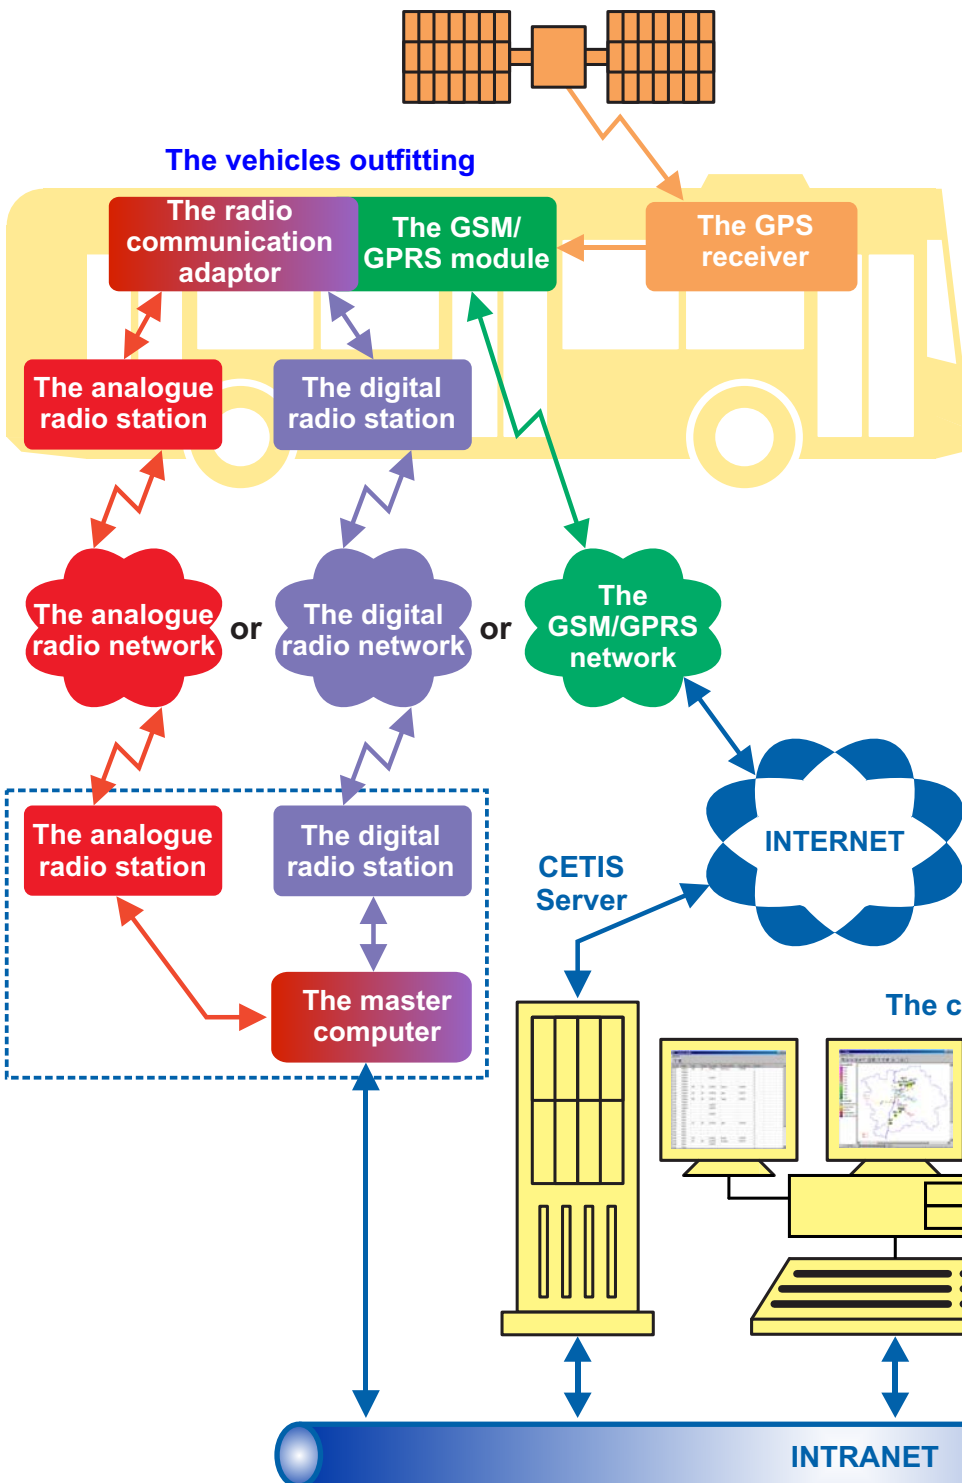 The vehicles outfitting
The radio
communication
adaptor
The GSM/
GPRS module
The GPS
receiver
The analogue
radio station
The digital
radio station
The analogue
radio network
or
The digital
radio network
or
The
GSM/GPRS
network
The analogue
radio station
The digital
radio station
INTERNET
CETIS
Server
The master
computer
The c
INTRANET